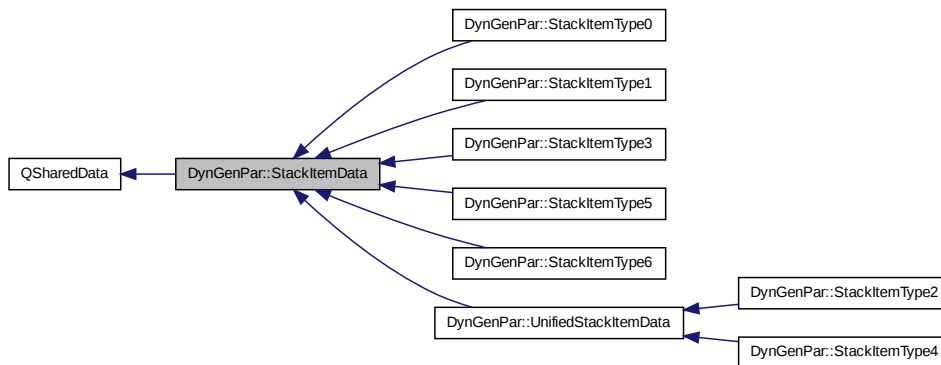 DynGenPar::StackItemType0
DynGenPar::StackItemType1
DynGenPar::StackItemType3
QSharedData
DynGenPar::StackItemData
DynGenPar::StackItemType5
DynGenPar::StackItemType6
DynGenPar::StackItemType2
DynGenPar::UnifiedStackItemData
DynGenPar::StackItemType4